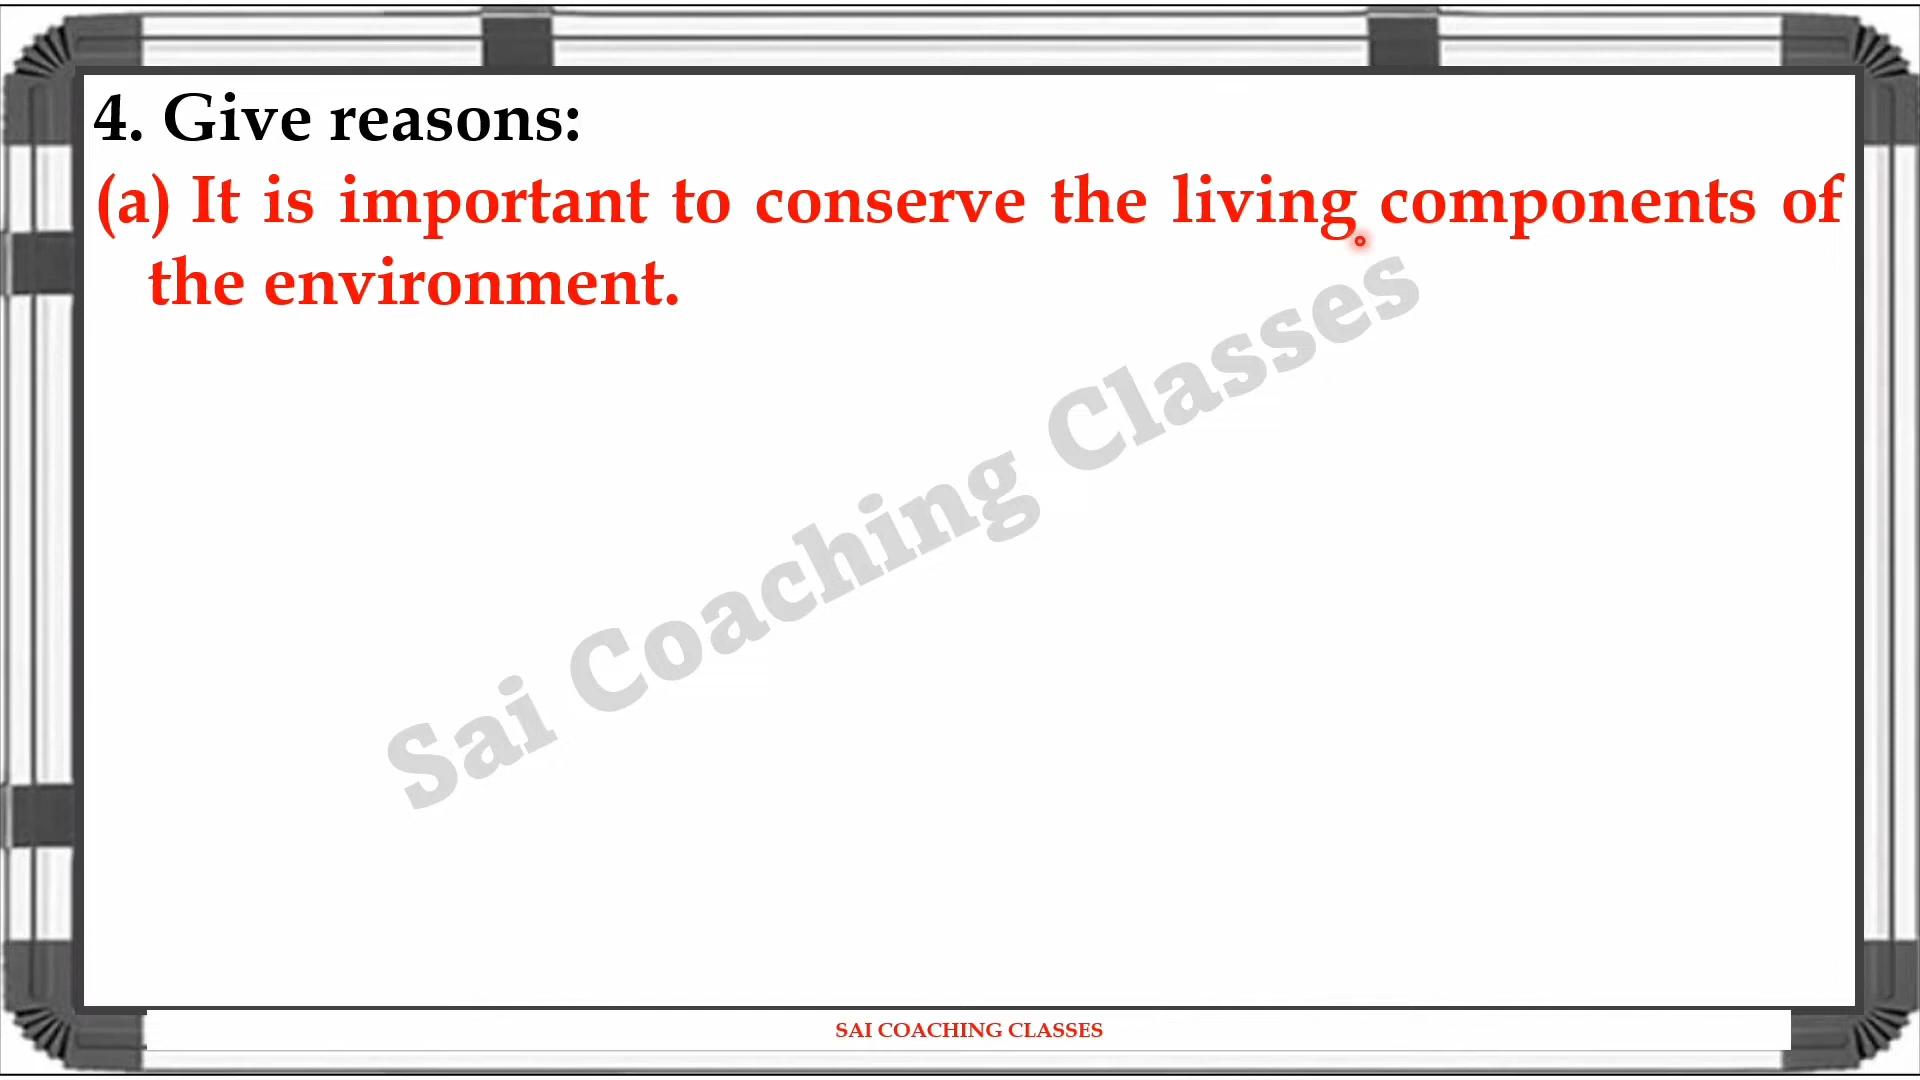 4. Give reasons:
(a) It is important to conserve the living components of
the environment.
Sai Coaching Classes
SAI COACHING CLASSES